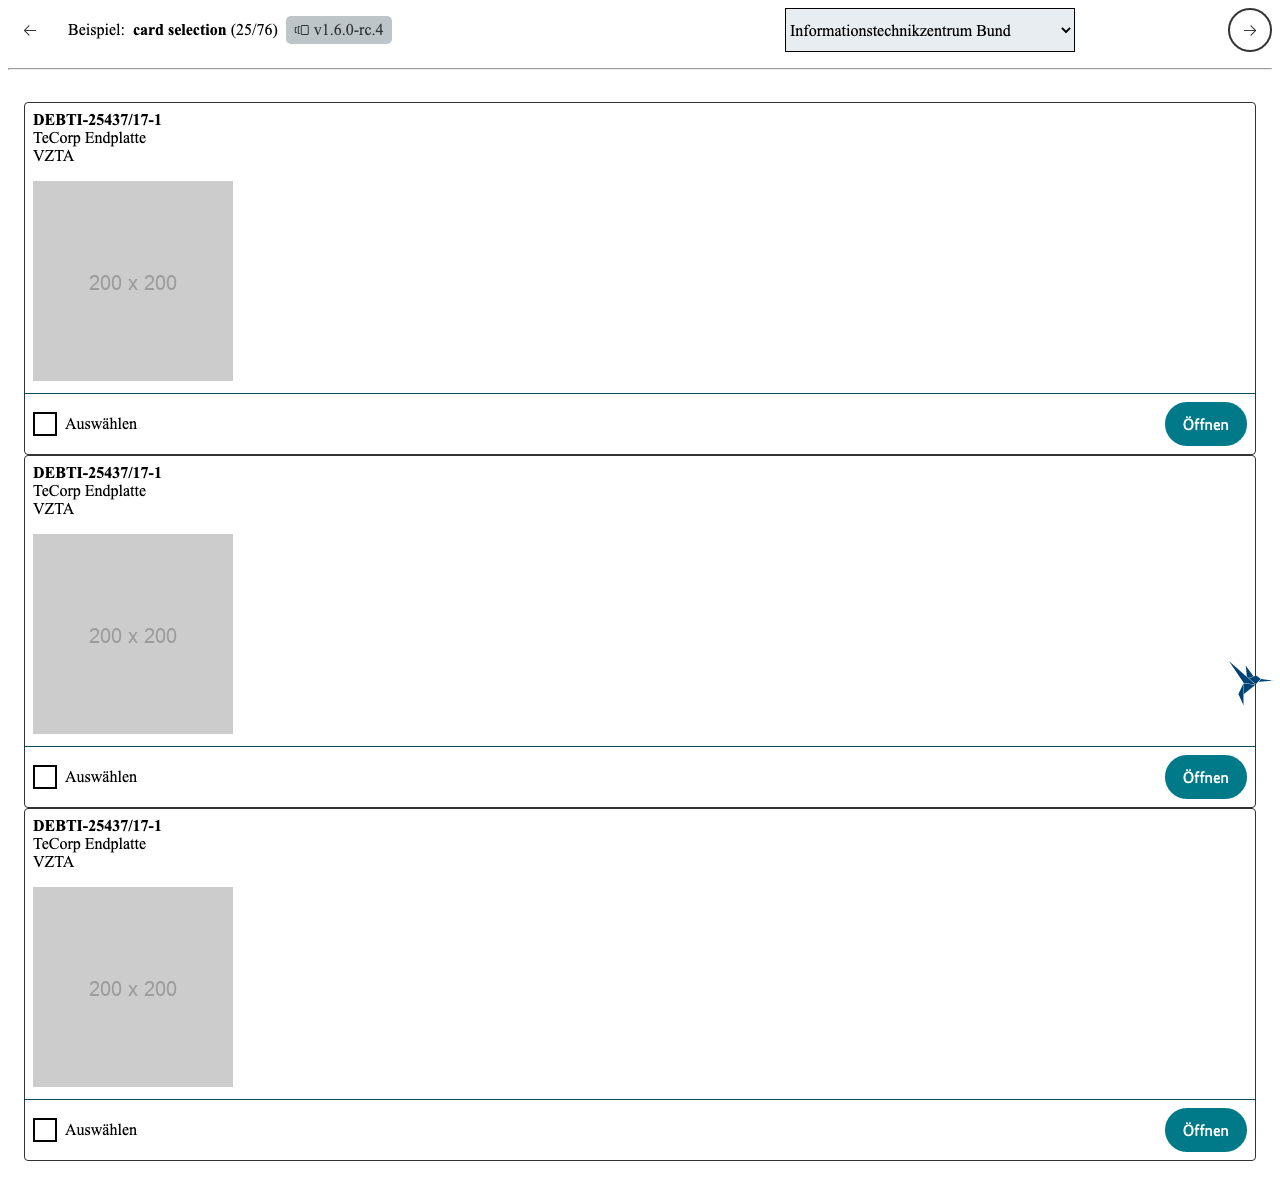 Beispiel: card selection (25/76) v1.6.0-rc.4 Informationstechnikzentrum Bund
DEBTI-25437/17-1
TeCorp Endplatte
VZTA
200 x 200
Auswählen Öffnen
DEBTI-25437/17-1
TeCorp Endplatte
VZTA
200 x 200
Auswählen Öffnen
DEBTI-25437/17-1
TeCorp Endplatte
VZTA
200 x 200
Auswählen Öffnen